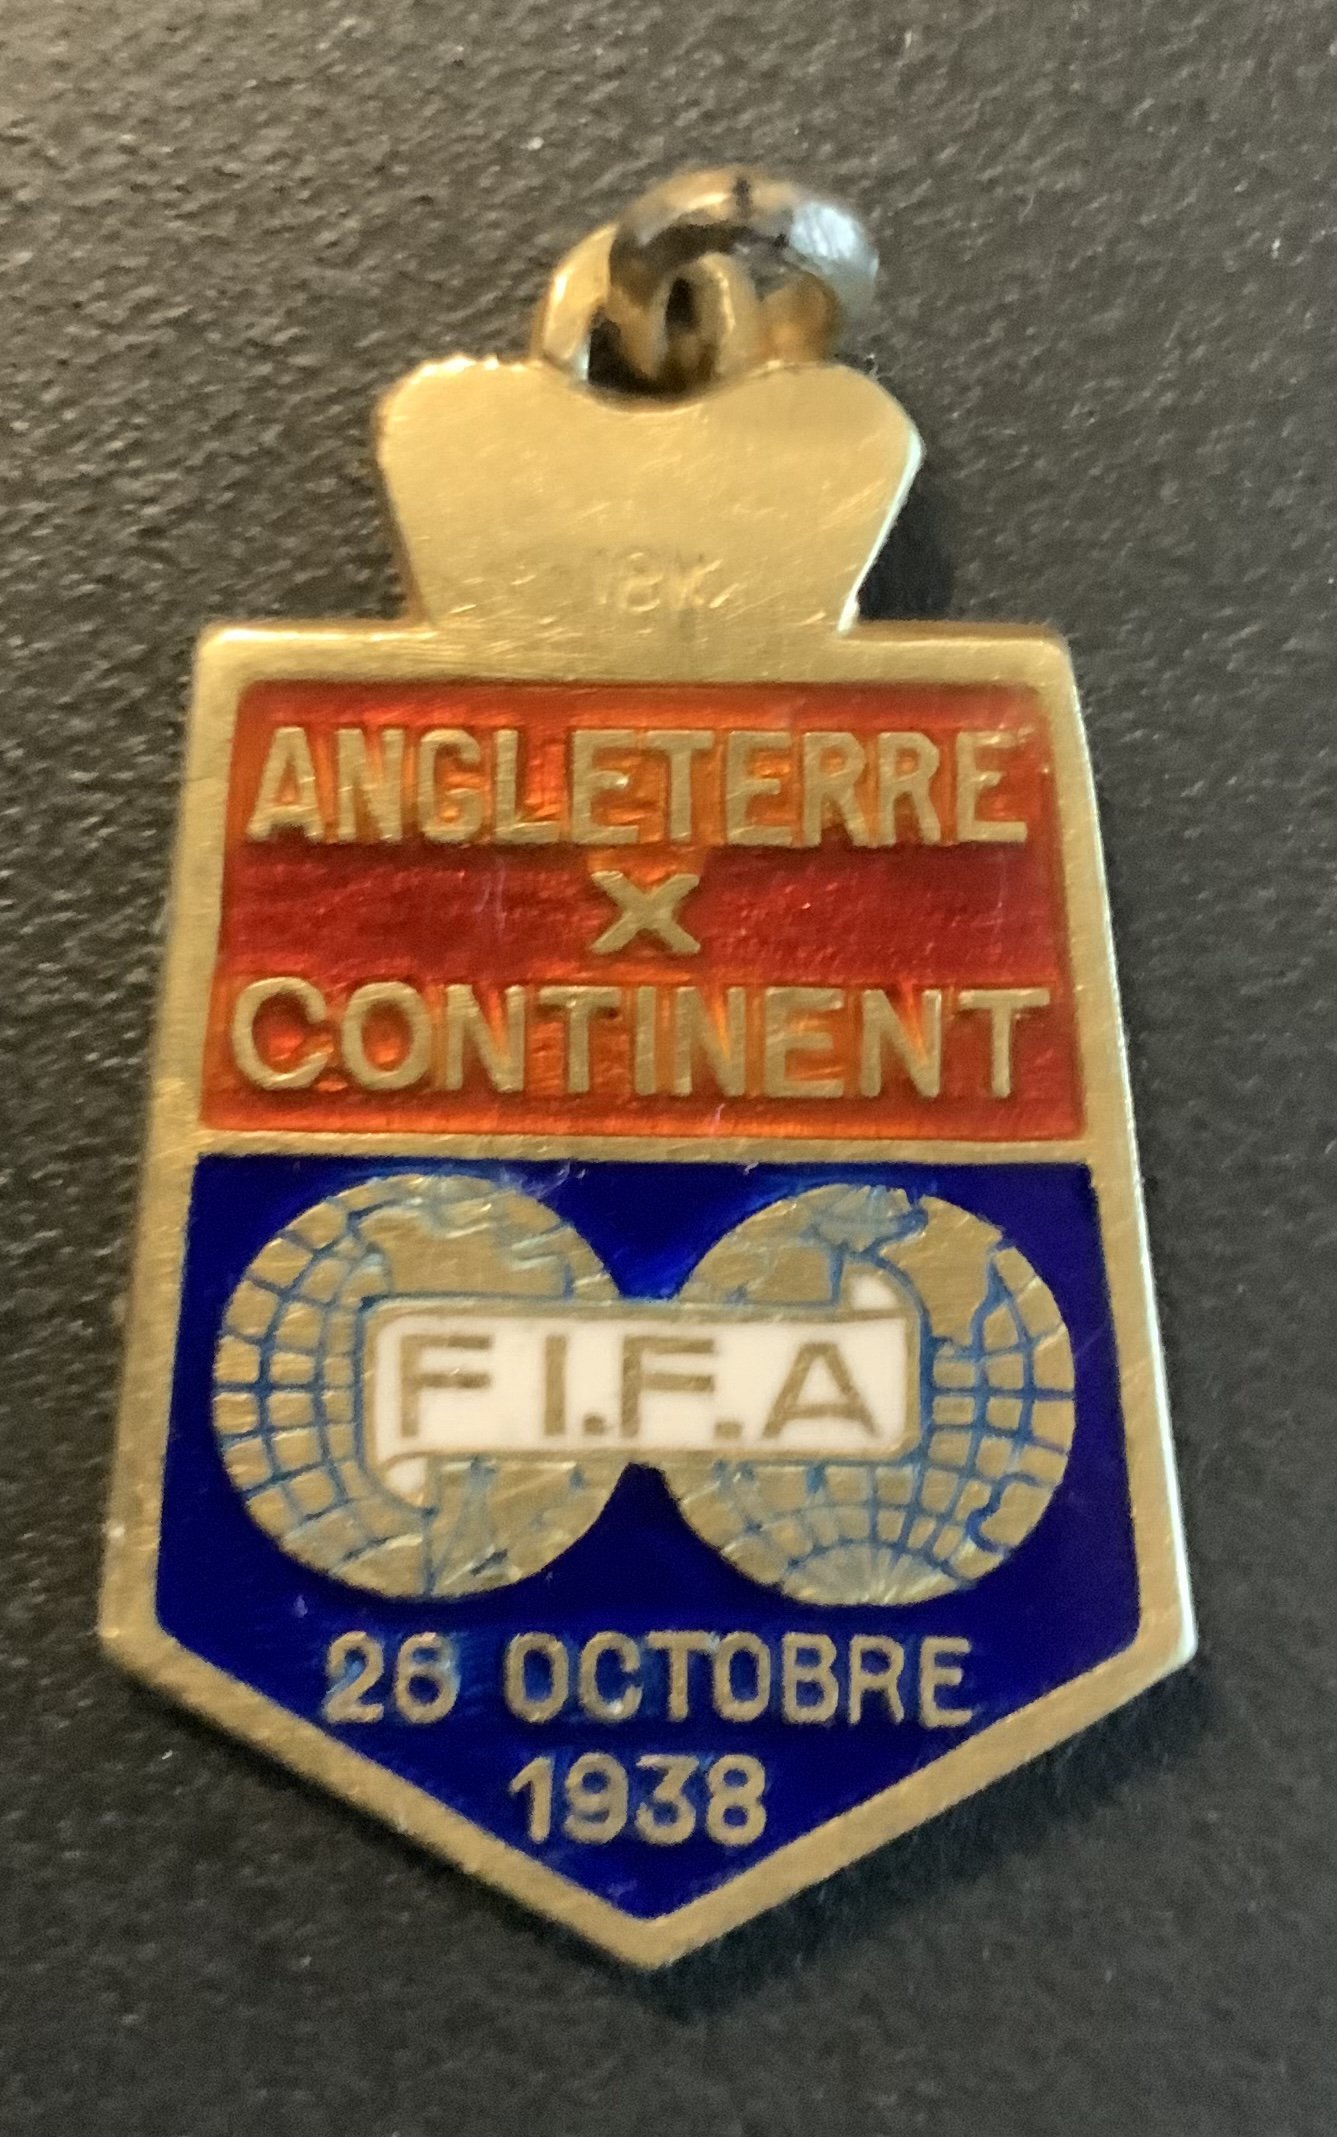 18K
ANGLETERRE
X
CONTINENT
F.I.F.A
26 OCTOBRE
1938